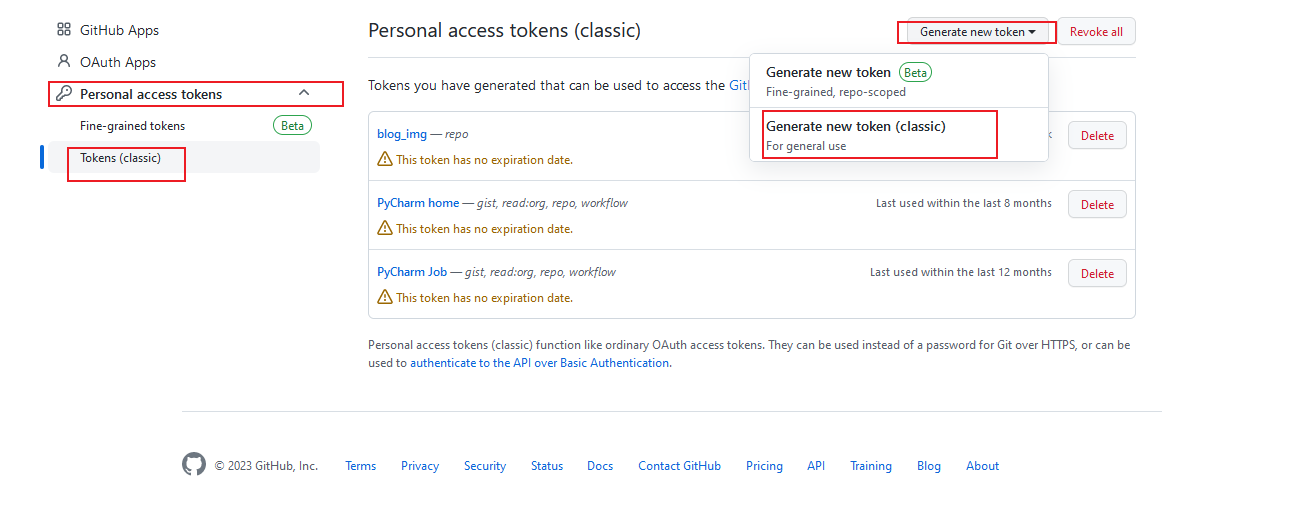 GitHub Apps
OAuth Apps
Personal access tokens
Fine-grained tokens Beta
Tokens (classic)
Personal access tokens (classic)
Generate new token
Revoke all
Tokens you have generated that can be used to access the
Generate new token Beta
Fine-grained, repo-scoped
Generate new token (classic)
For general use
blog_img — repo
Delete
This token has no expiration date.
PyCharm home — gist, read:org, repo, workflow
Last used within the last 8 months
Delete
This token has no expiration date.
PyCharm Job — gist, read:org, repo, workflow
Last used within the last 12 months
Delete
This token has no expiration date.
Personal access tokens (classic) function like ordinary OAuth access tokens. They can be used instead of a password for Git over HTTPS, or can be
used to authenticate to the API over Basic Authentication.
© 2023 GitHub, Inc. Terms Privacy Security Status Docs Contact GitHub Pricing API Training Blog About